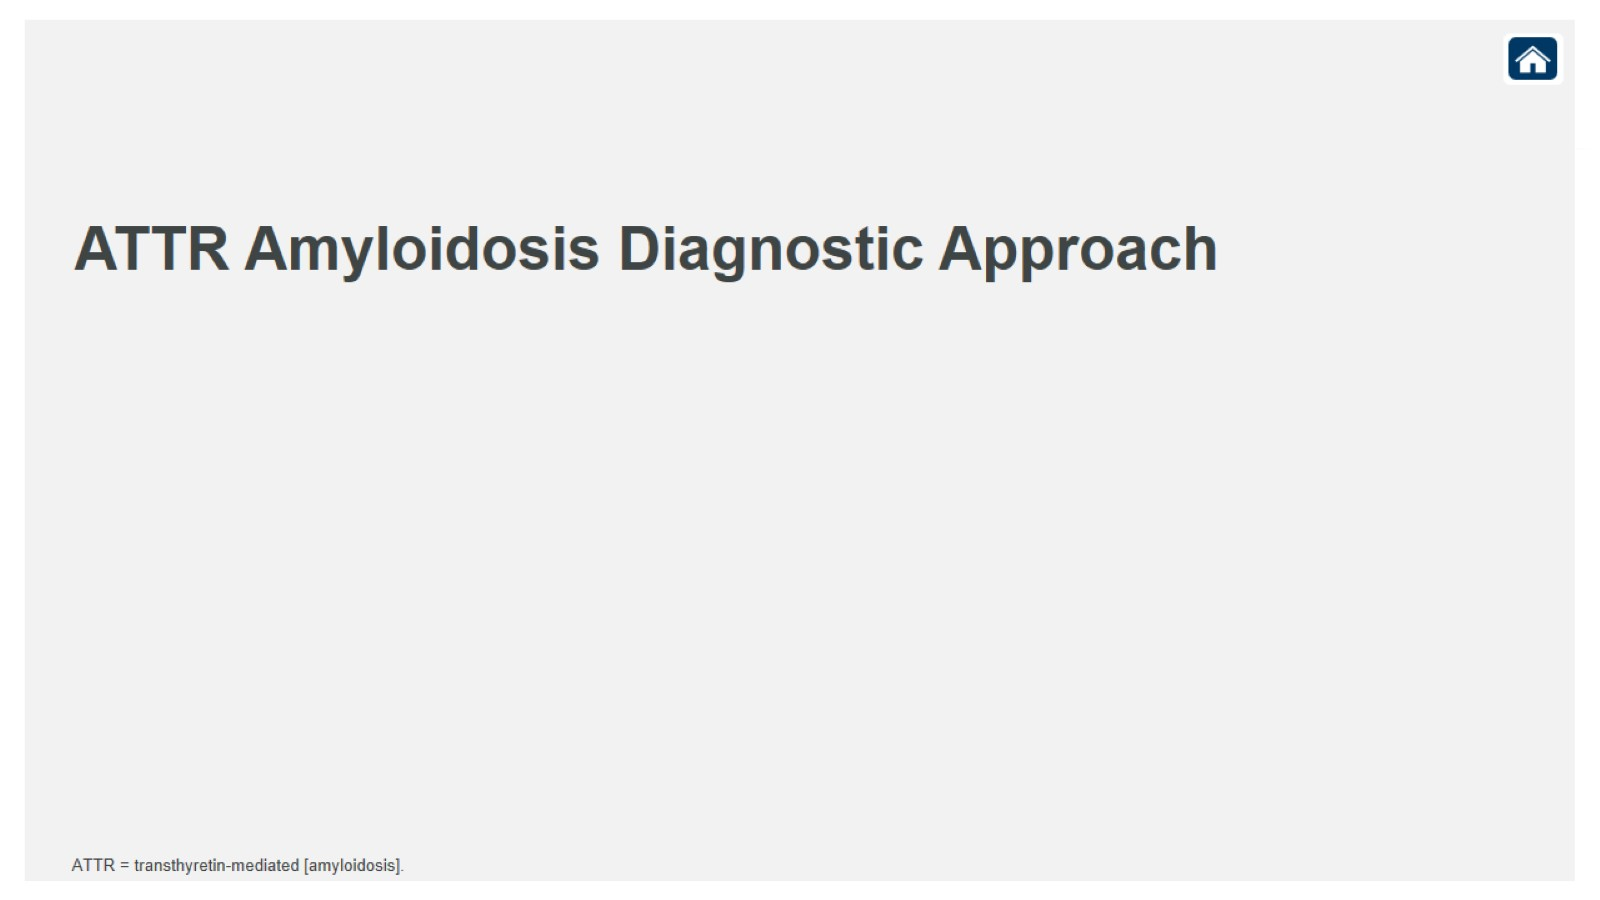 ATTR Amyloidosis Diagnostic Approach
ATTR = transthyretin-mediated [amyloidosis].